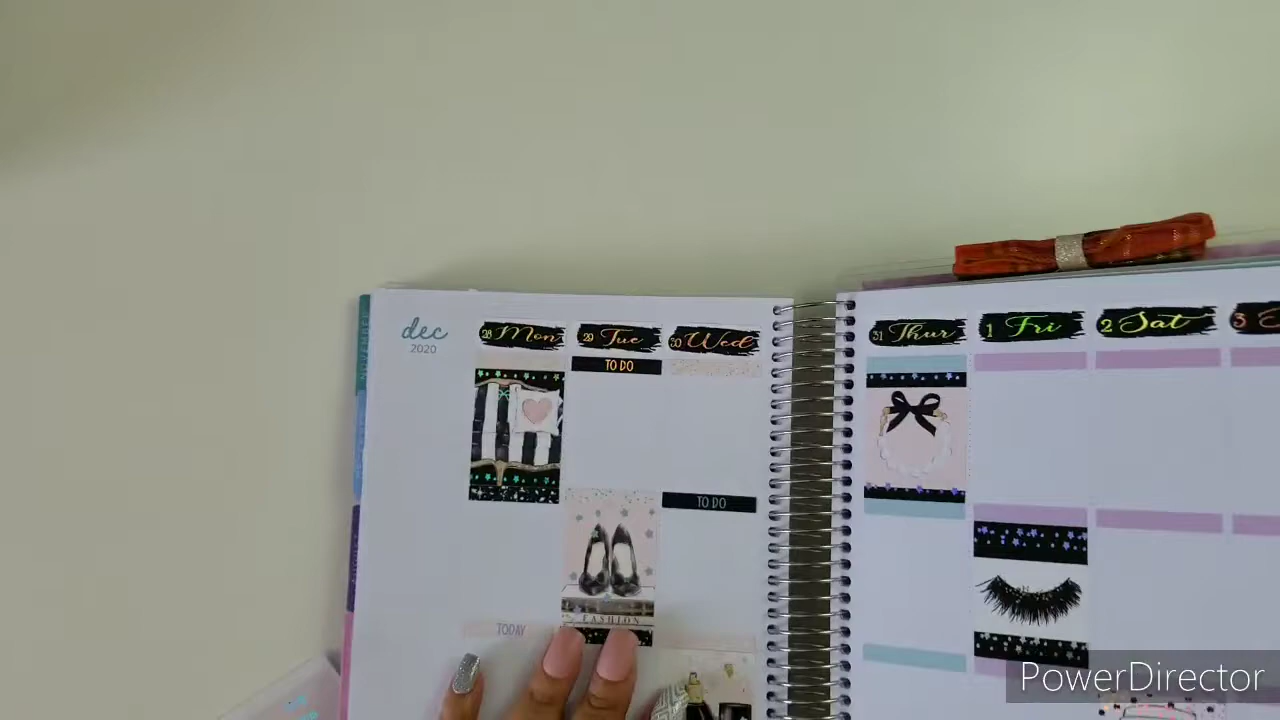 dec
2020
28 Mon
29 Tue
30 Wed
31 Thur
1 Fri
2 Sat
3
TO DO
TO DO
FASHION
TODAY
PowerDirector